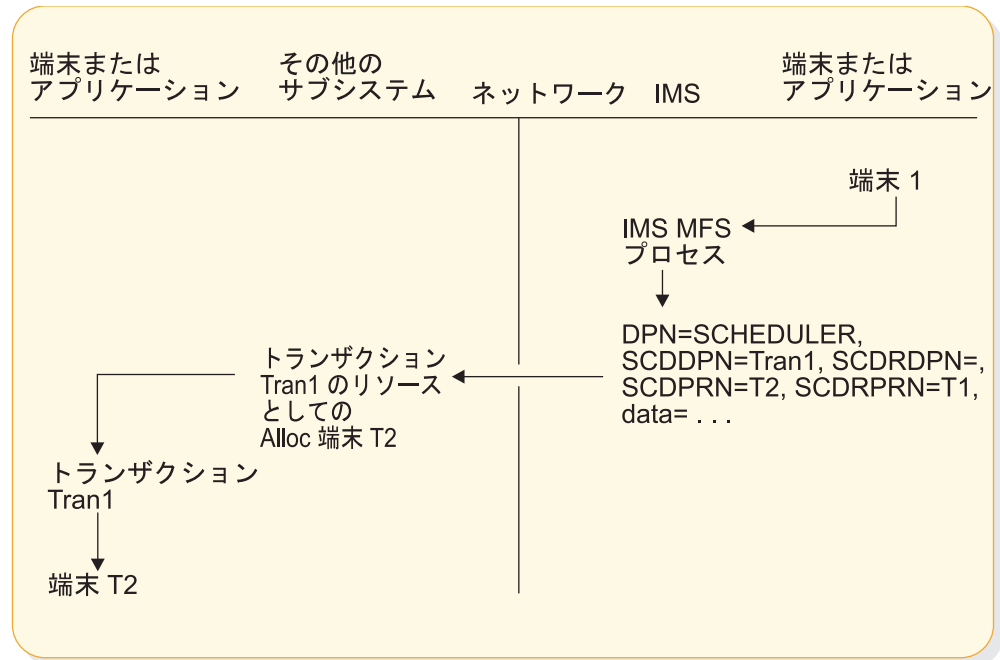 端末または
アプリケーション
その他の
サブシステム
ネットワーク
IMS
端末または
アプリケーション
端末 1
IMS MFS
プロセス
DPN=SCHEDULER,
SCDDPN=Tran1, SCDRDPN=,
SCDPRN=T2, SCDRPRN=T1,
data= . . .
トランザクション
Tran1 のリソース
としての
Alloc 端末 T2
トランザクション
Tran1
端末 T2